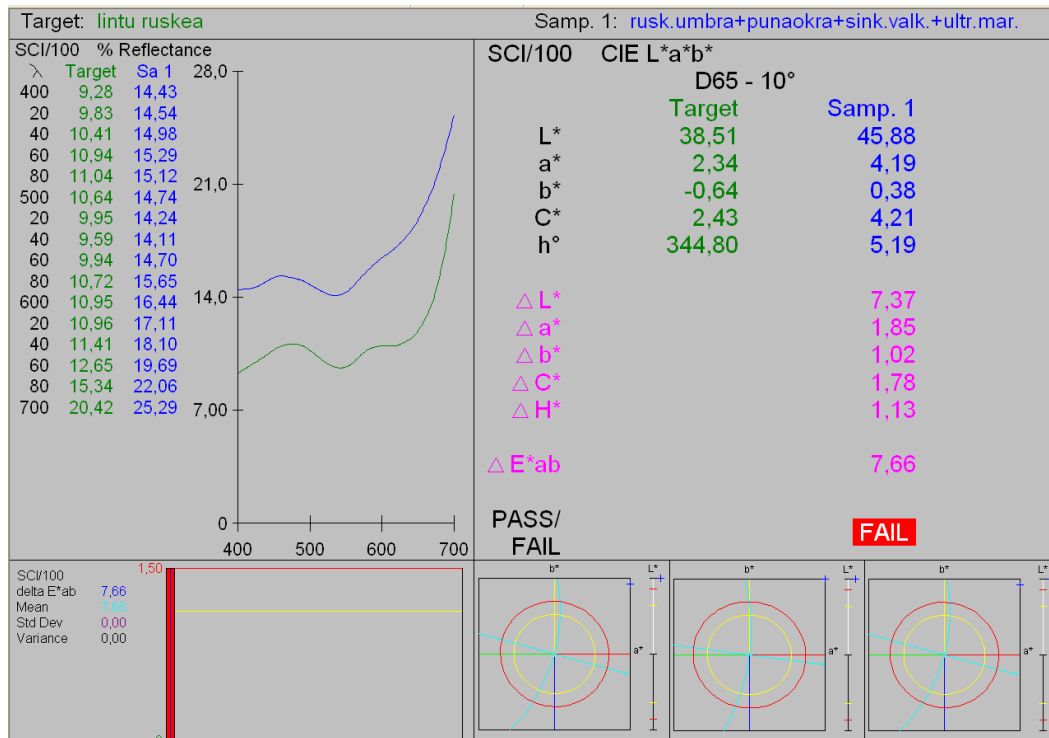 Target: lintu ruskea
Samp. 1: rusk.umbra+punaokra+sink.valk.+ultr.mar.
SCI/100 % Reflectance
λ Target Sa 1
400 9,28 14,43
20 9,83 14,54
40 10,41 14,98
60 10,94 15,29
80 11,04 15,12
500 10,64 14,74
20 9,95 14,24
40 9,59 14,11
60 9,94 14,70
80 10,72 15,65
600 10,95 16,44
20 10,96 17,11
40 11,41 18,10
60 12,65 19,69
80 15,34 22,06
700 20,42 25,29
28,0
21,0
14,0
7,00
0
400 500 600 700
SCI/100 CIE L*a*b*
D65 - 10°
Target Samp. 1
L* 38,51 45,88
a* 2,34 4,19
b* -0,64 0,38
C* 2,43 4,21
h° 344,80 5,19
△ L* 7,37
△ a* 1,85
△ b* 1,02
△ C* 1,78
△ H* 1,13
△ E*ab 7,66
PASS/
FAIL FAIL
SCI/100
delta E*ab 7,66
Mean 7,66
Std Dev 0,00
Variance 0,00
1,50
0
b* L* b* L* b* L*
a* a* a*